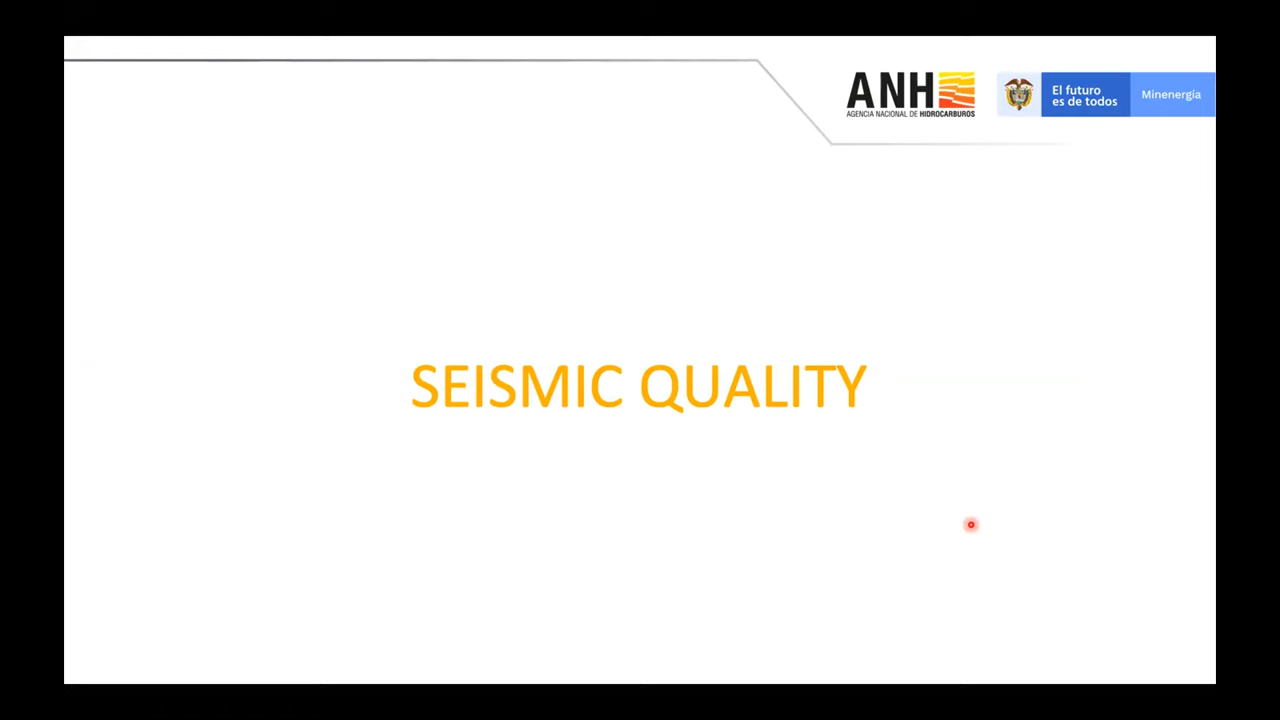 ANH
AGENCIA NACIONAL DE HIDROCARBUROS
El futuro
es de todos
Minenergía
SEISMIC QUALITY